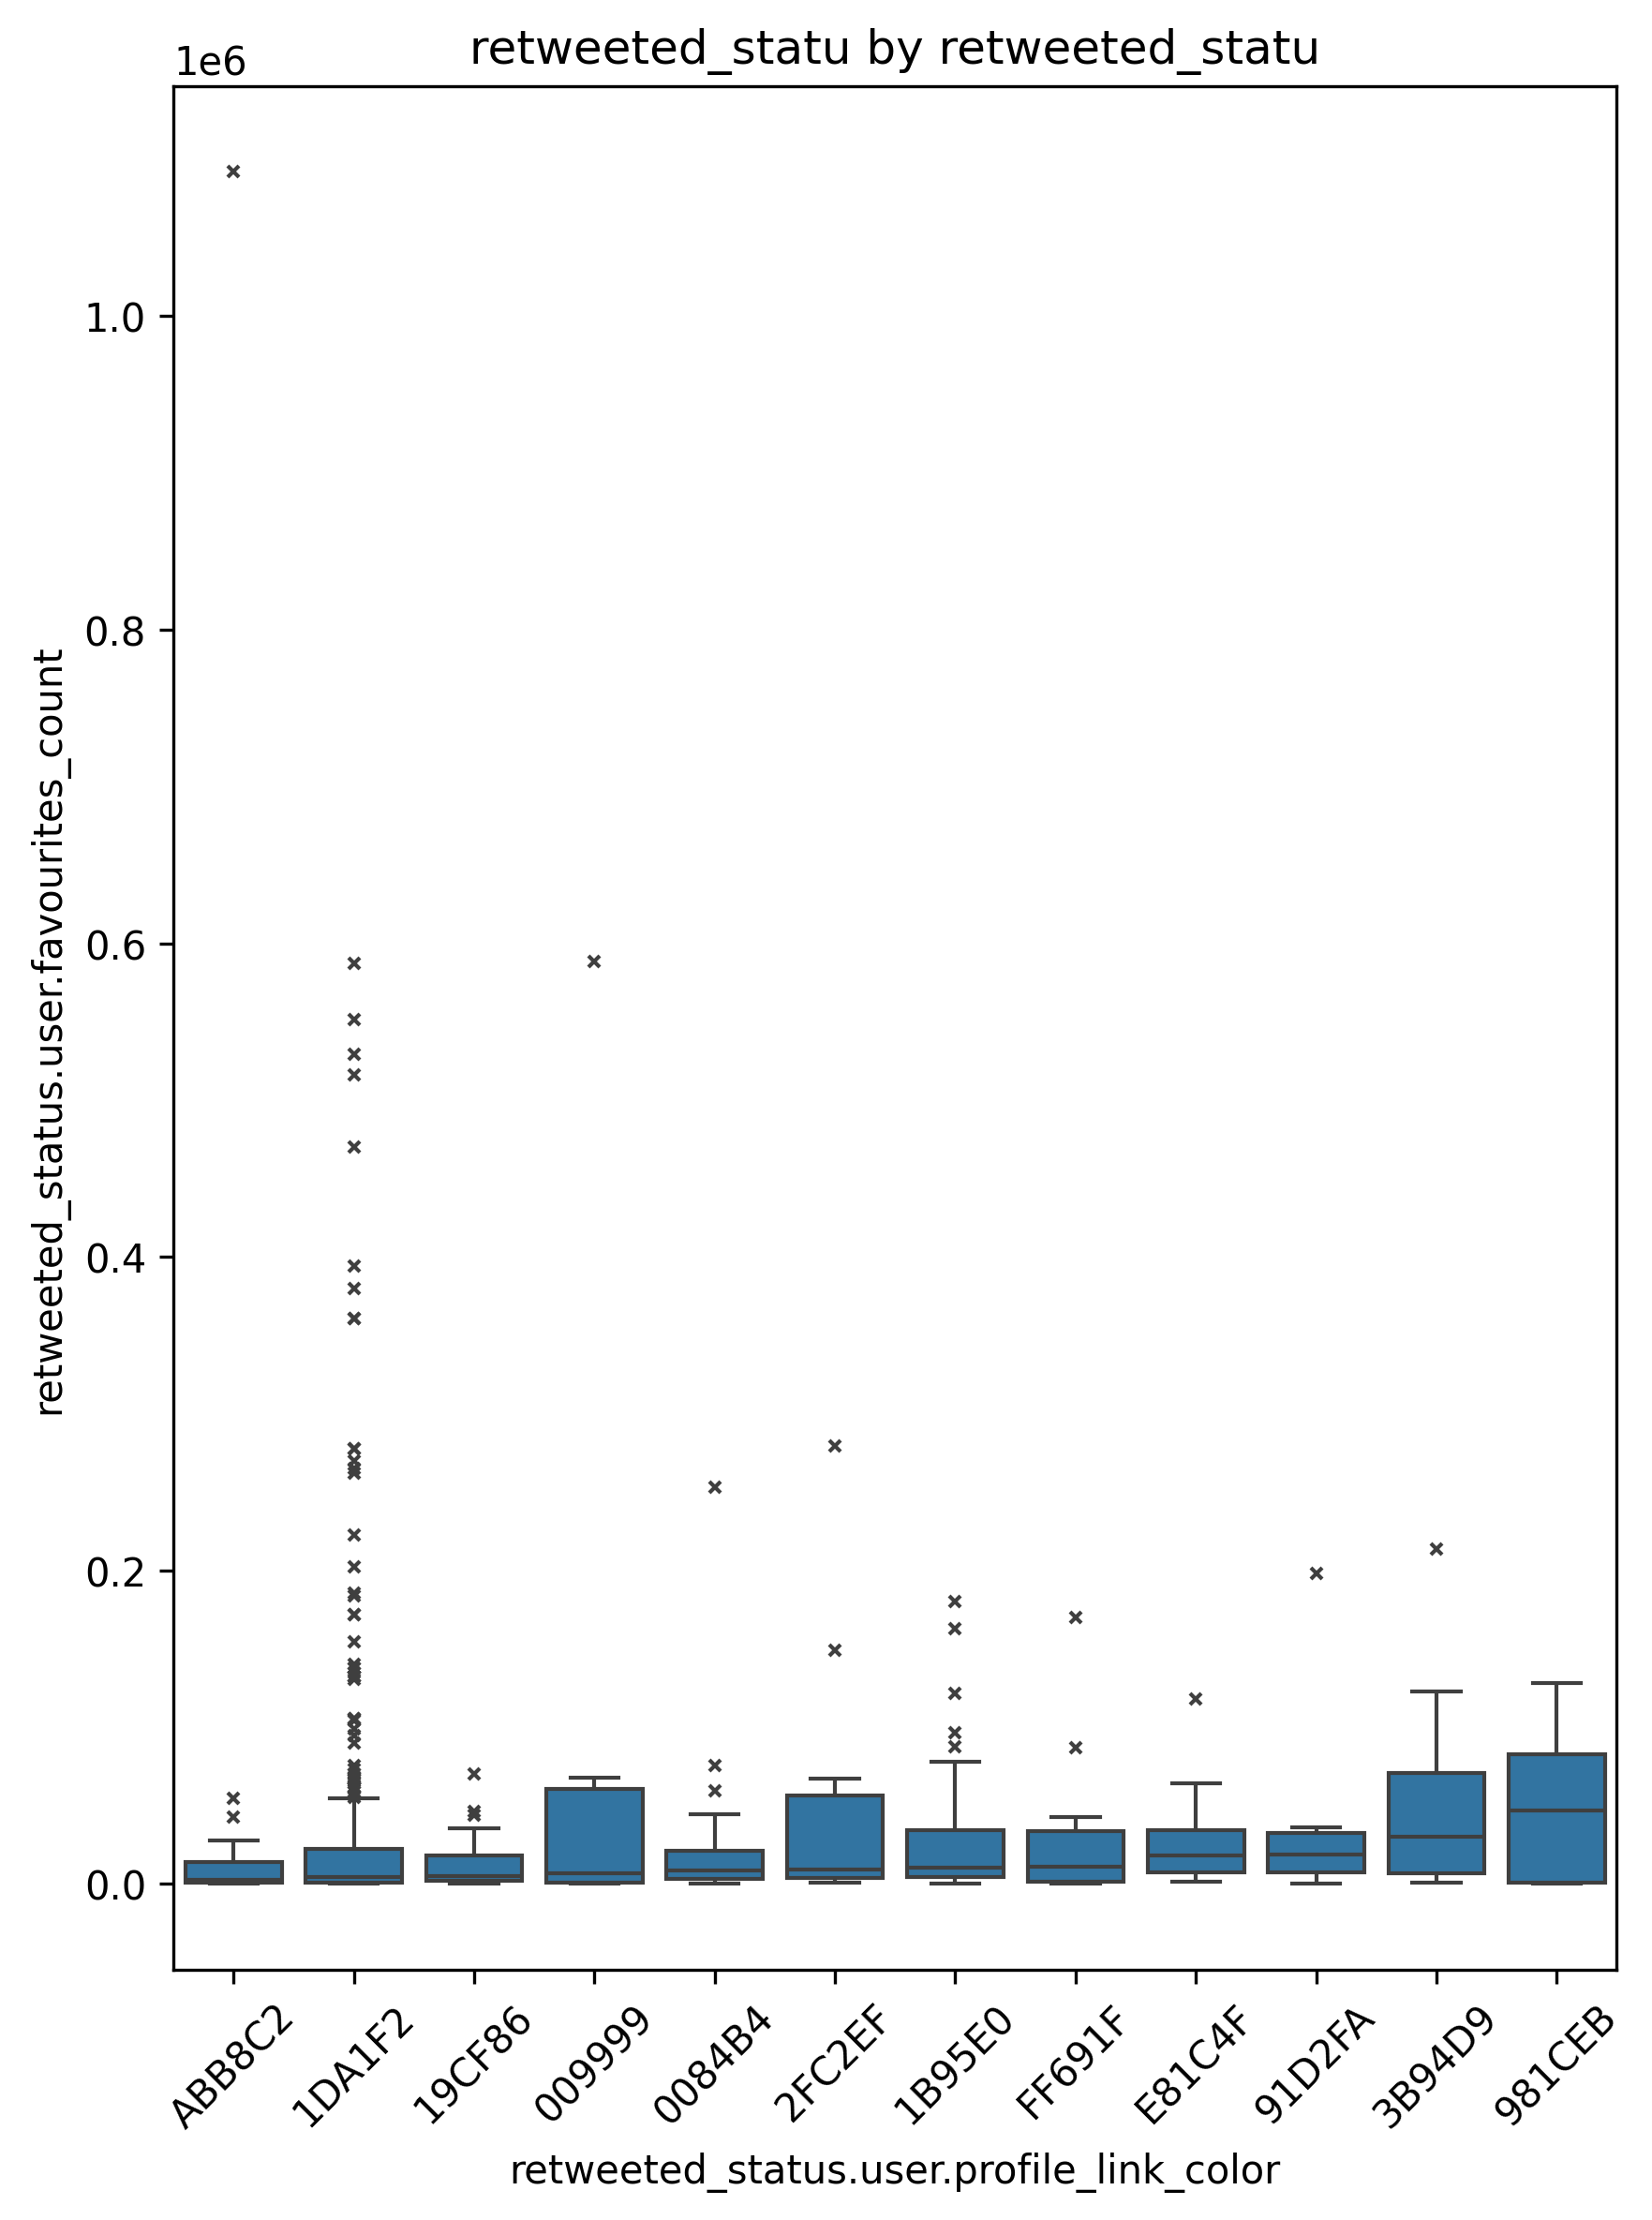 retweeted_statu by retweeted_statu
1e6
1.0
0.8
0.6
0.4
0.2
0.0
retweeted_status.user.favourites_count
ABB8C2
1DA1F2
19CF86
009999
0084B4
2FC2EF
1B95E0
FF691F
E81C4F
91D2FA
3B94D9
981CEB
retweeted_status.user.profile_link_color